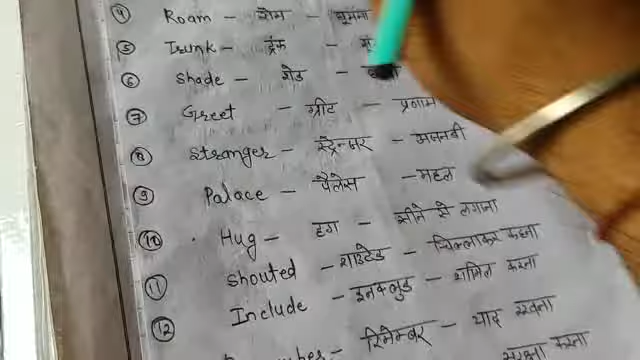 ④ Roam - रोम - घूमना
⑤ Trunk - ट्रंक -
⑥ Shade - शेड -
⑦ Greet - ग्रीट - प्रणाम
⑧ Stranger - स्ट्रेन्जर - अजनबी
⑨ Palace - पैलेस - महल
⑩ Hug - हग - सीने से लगाना
⑪ Shouted - शाउटेड - चिल्लाकर कहना
⑫ Include - इनक्लुड - शामिल करना
रिमेम्बर - याद रखना
करना